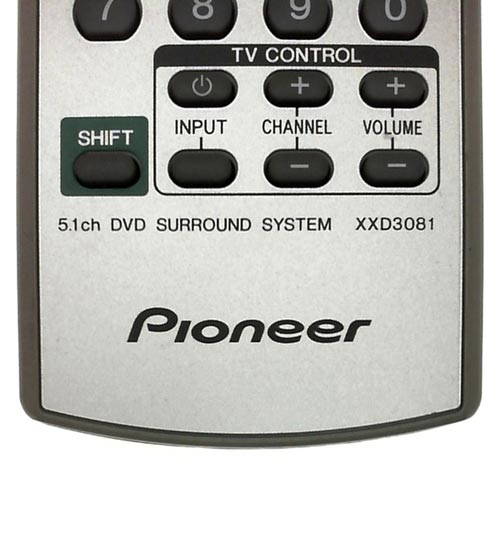 7 8 9 0
TV CONTROL
+ +
INPUT CHANNEL VOLUME
SHIFT
− −
5.1ch DVD SURROUND SYSTEM XXD3081
Pioneer